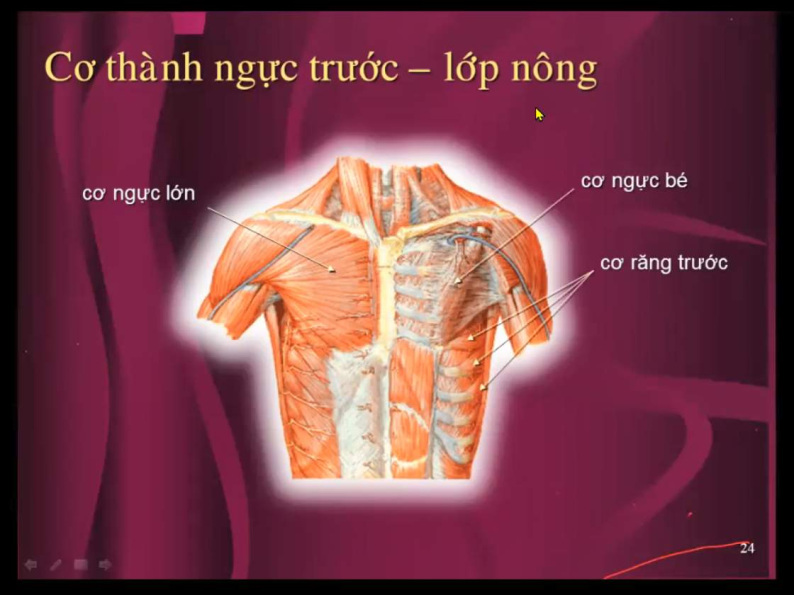 Cơ thành ngực trước – lớp nông
cơ ngực lớn
cơ ngực bé
cơ răng trước
24